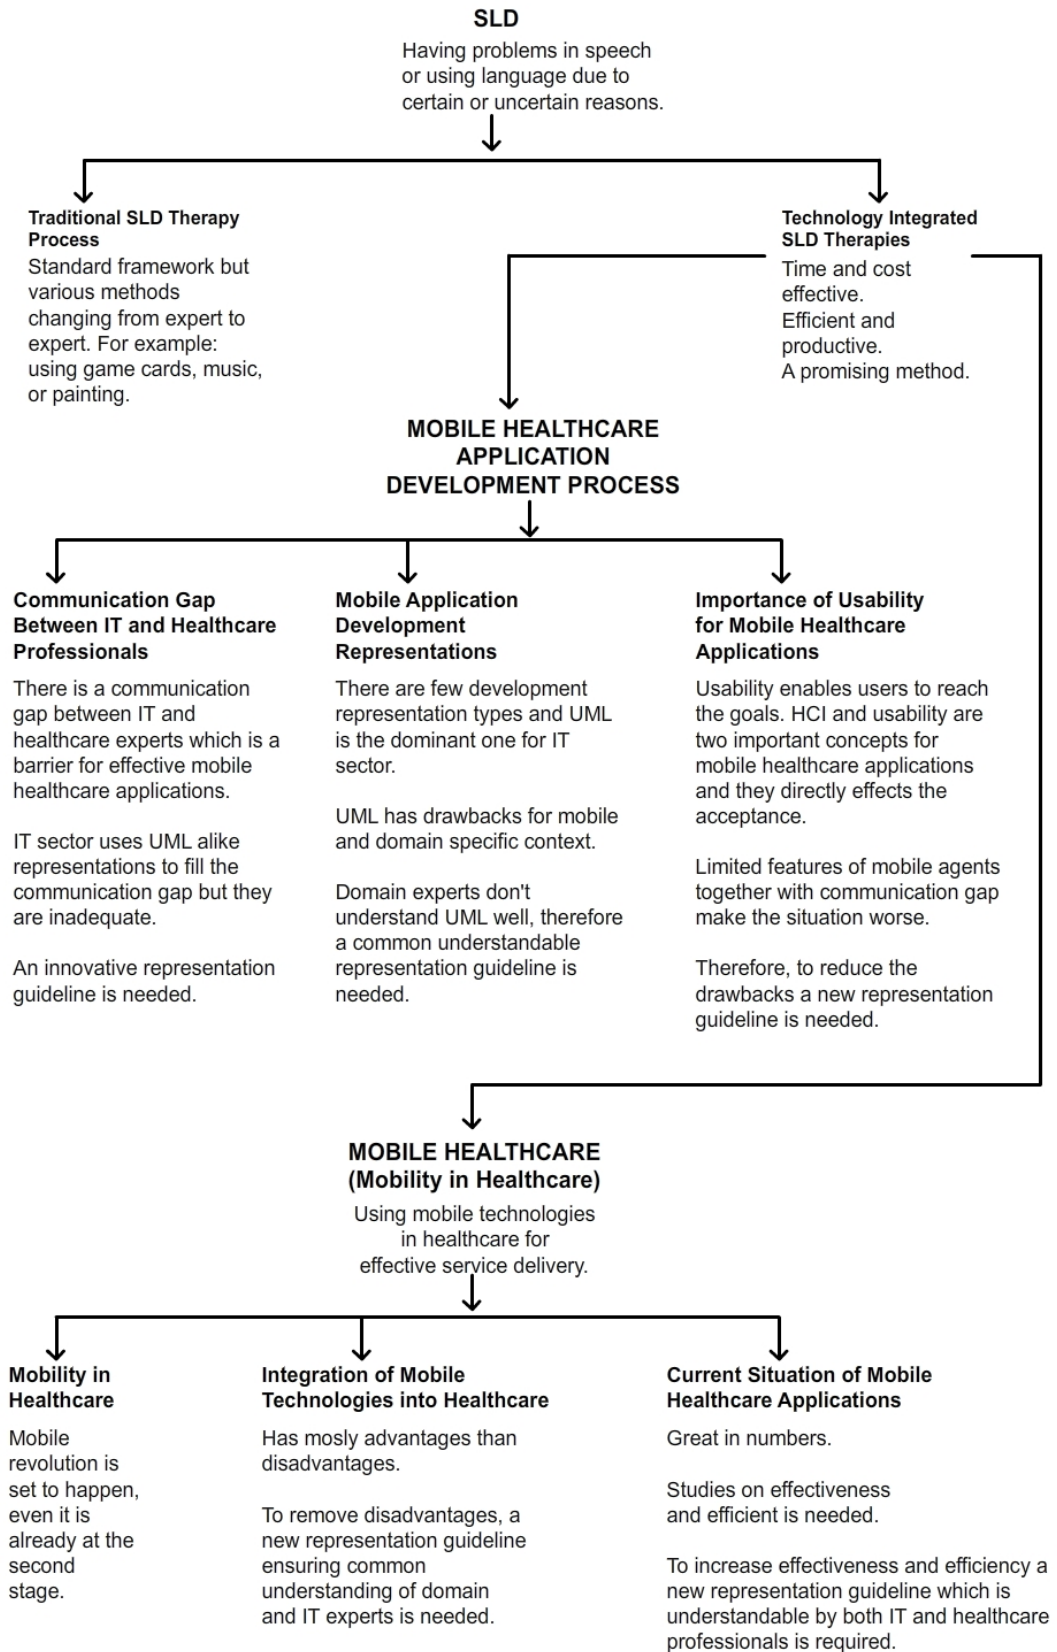 SLD
Having problems in speech
or using language due to
certain or uncertain reasons.
Traditional SLD Therapy
Process
Standard framework but
various methods
changing from expert to
expert. For example:
using game cards, music,
or painting.
Technology Integrated
SLD Therapies
Time and cost
effective.
Efficient and
productive.
A promising method.
MOBILE HEALTHCARE
APPLICATION
DEVELOPMENT PROCESS
Communication Gap
Between IT and Healthcare
Professionals
There is a communication
gap between IT and
healthcare experts which is a
barrier for effective mobile
healthcare applications.
IT sector uses UML alike
representations to fill the
communication gap but they
are inadequate.
An innovative representation
guideline is needed.
Mobile Application
Development
Representations
There are few development
representation types and UML
is the dominant one for IT
sector.
UML has drawbacks for mobile
and domain specific context.
Domain experts don't
understand UML well, therefore
a common understandable
representation guideline is
needed.
Importance of Usability
for Mobile Healthcare
Applications
Usability enables users to reach
the goals. HCI and usability are
two important concepts for
mobile healthcare applications
and they directly effects the
acceptance.
Limited features of mobile agents
together with communication gap
make the situation worse.
Therefore, to reduce the
drawbacks a new representation
guideline is needed.
MOBILE HEALTHCARE
(Mobility in Healthcare)
Using mobile technologies
in healthcare for
effective service delivery.
Mobility in
Healthcare
Mobile
revolution is
set to happen,
even it is
already at the
second
stage.
Integration of Mobile
Technologies into Healthcare
Has mosly advantages than
disadvantages.
To remove disadvantages, a
new representation guideline
ensuring common
understanding of domain
and IT experts is needed.
Current Situation of Mobile
Healthcare Applications
Great in numbers.
Studies on effectiveness
and efficient is needed.
To increase effectiveness and efficiency a
new representation guideline which is
understandable by both IT and healthcare
professionals is required.